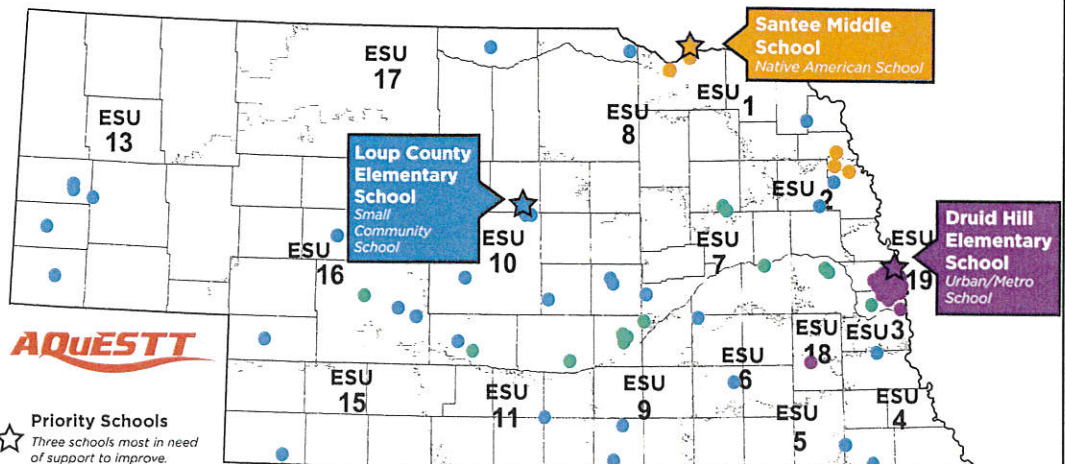 Santee Middle
School
Native American School
ESU
17
ESU
1
ESU
13
ESU
8
Loup County
Elementary
School
Small
Community
School
ESU
2
Druid Hill
Elementary
School
Urban/Metro
School
ESU
10
ESU
16
ESU
7
ESU
19
AQuESTT
ESU
18
ESU
3
ESU
6
ESU
15
ESU
11
ESU
9
ESU
4
ESU
5
Priority Schools
Three schools most in need
of support to improve.